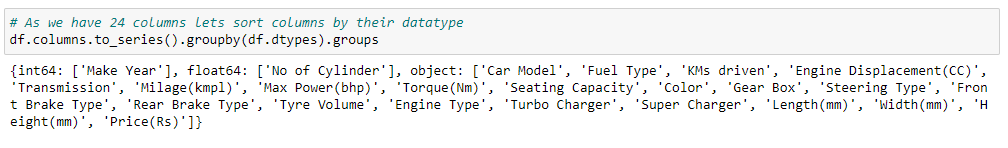 # As we have 24 columns lets sort columns by their datatype
df.columns.to_series().groupby(df.dtypes).groups
{int64: ['Make Year'], float64: ['No of Cylinder'], object: ['Car Model', 'Fuel Type', 'KMs driven', 'Engine Displacement(CC)',
'Transmission', 'Milage(kmpl)', 'Max Power(bhp)', 'Torque(Nm)', 'Seating Capacity', 'Color', 'Gear Box', 'Steering Type', 'Fron
t Brake Type', 'Rear Brake Type', 'Tyre Volume', 'Engine Type', 'Turbo Charger', 'Super Charger', 'Length(mm)', 'Width(mm)', 'H
eight(mm)', 'Price(Rs)']}